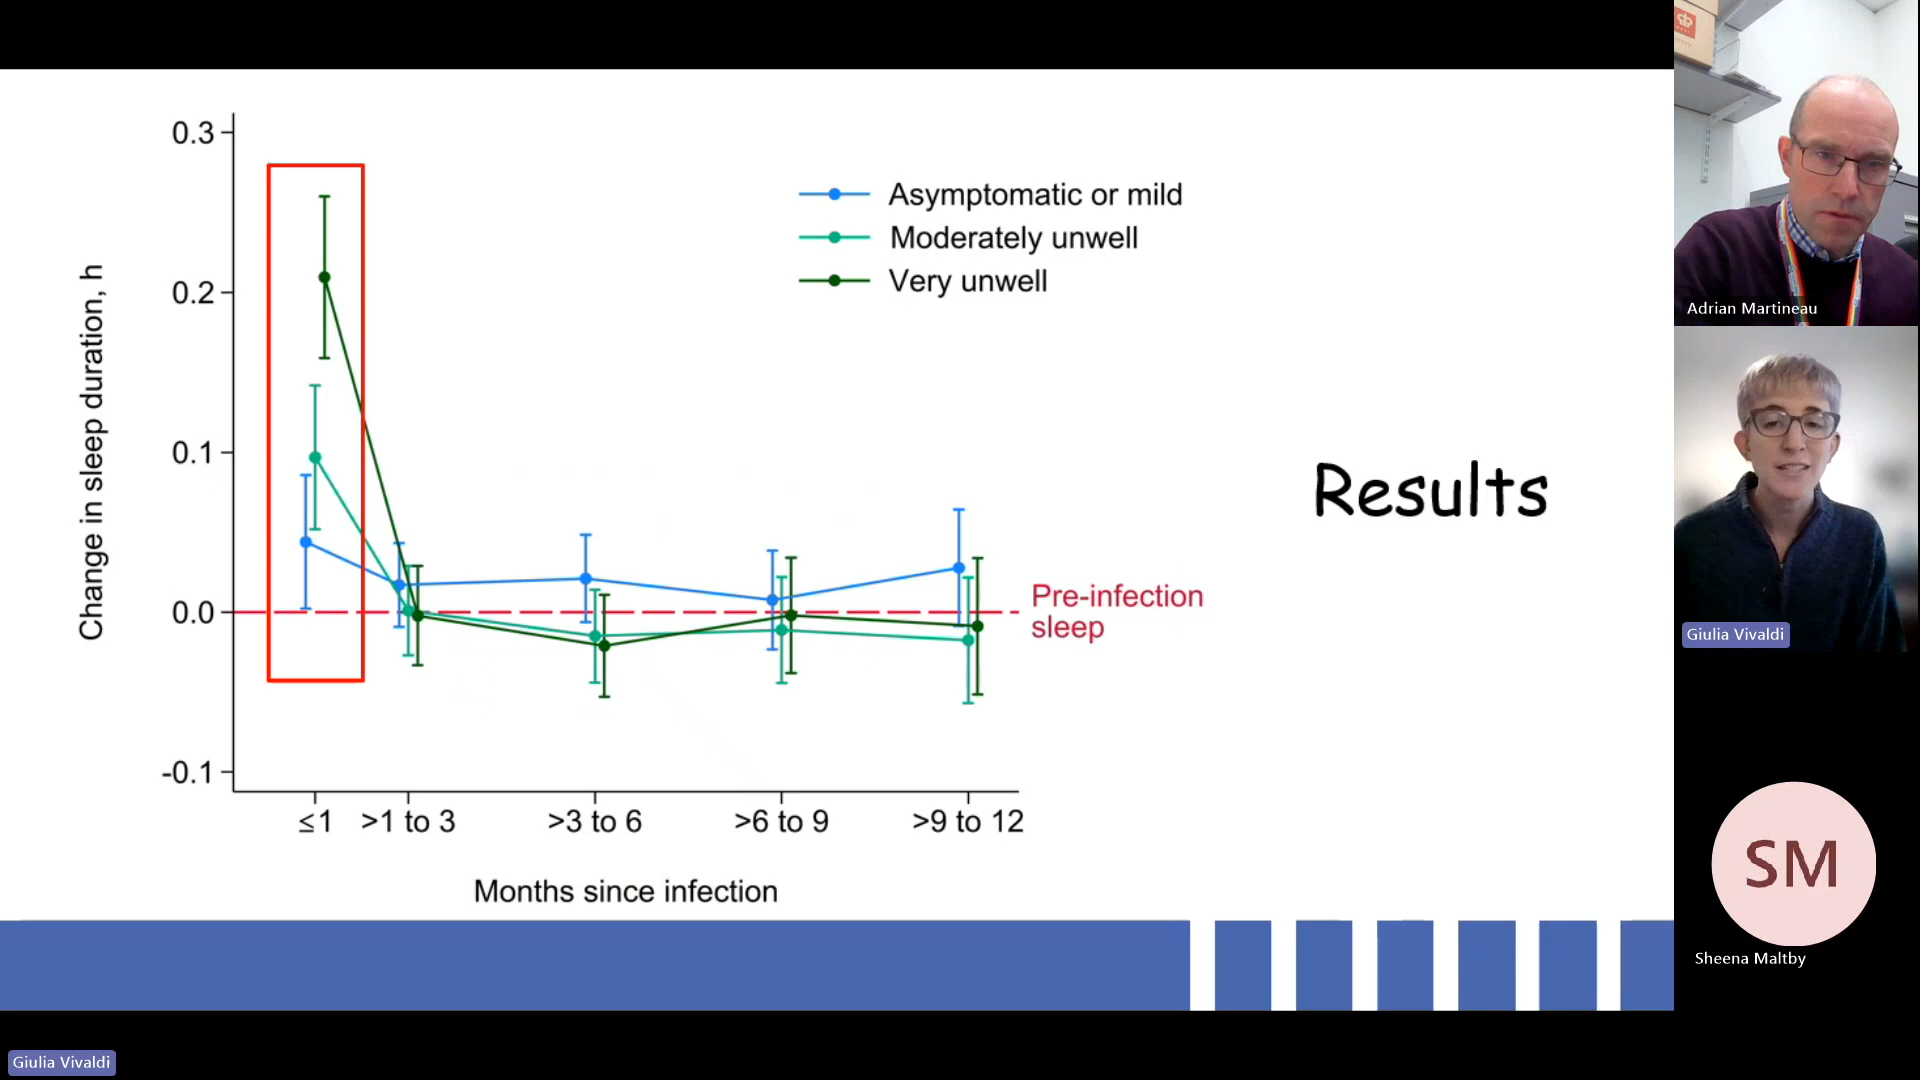 0.3
0.2
0.1
0.0
-0.1
Change in sleep duration, h
Asymptomatic or mild
Moderately unwell
Very unwell
Pre-infection
sleep
Results
≤1 >1 to 3 >3 to 6 >6 to 9 >9 to 12
Months since infection
Adrian Martineau
Giulia Vivaldi
SM
Sheena Maltby
Giulia Vivaldi